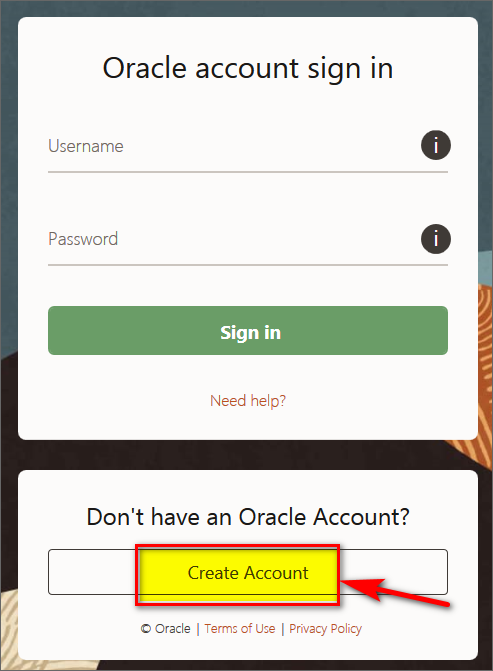 Oracle account sign in
Username
i
Password
i
Sign in
Need help?
Don't have an Oracle Account?
Create Account
© Oracle | Terms of Use | Privacy Policy